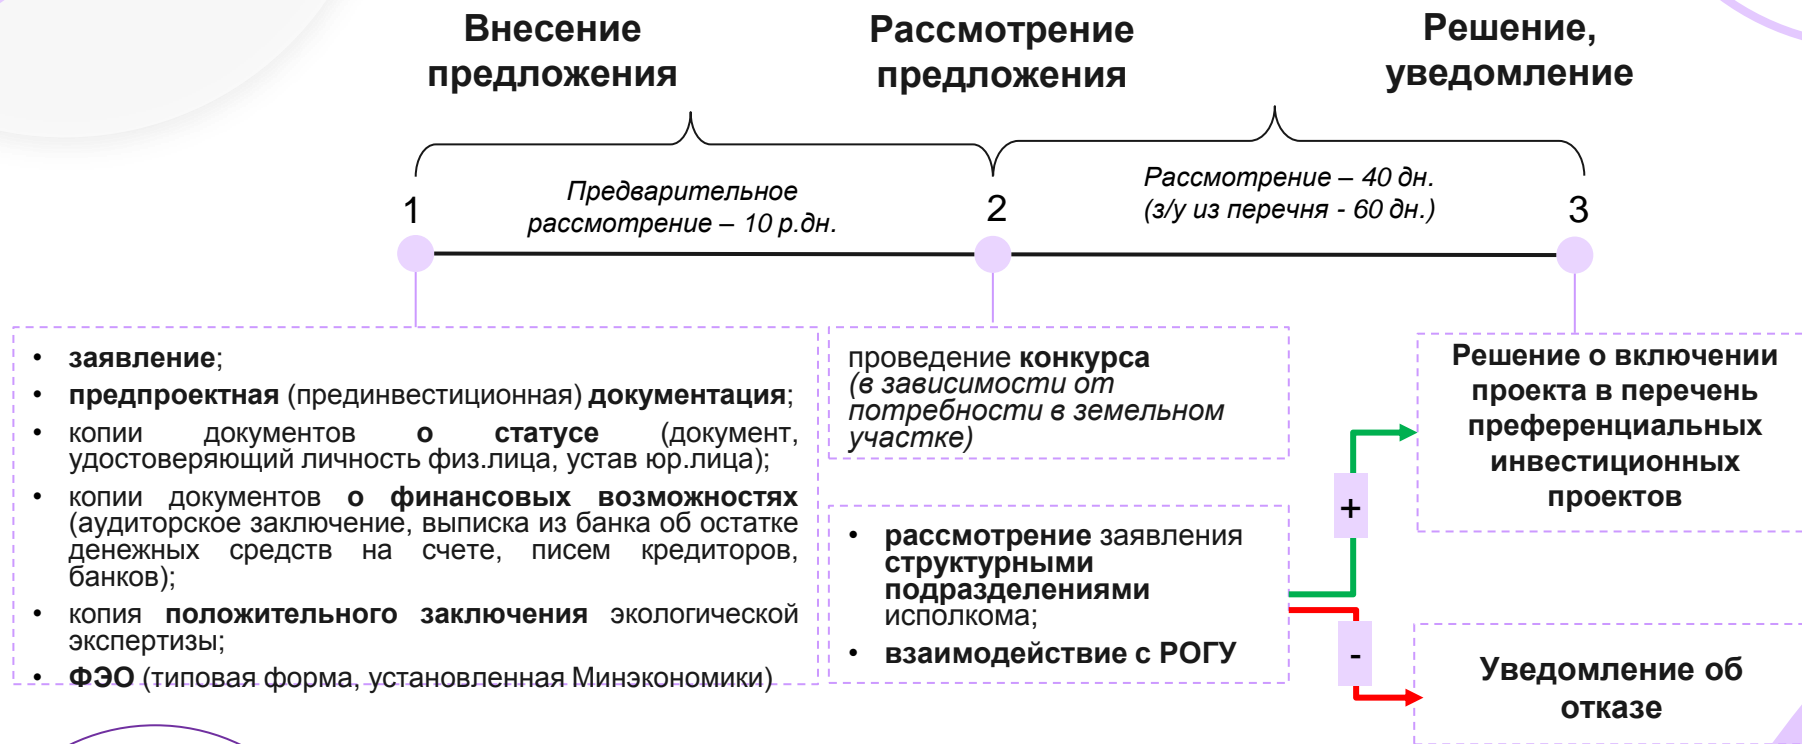 Внесение
предложения
Рассмотрение
предложения
Решение,
уведомление
Предварительное
рассмотрение – 10 р.дн.
Рассмотрение – 40 дн.
(з/у из перечня - 60 дн.)
1
2
3
• заявление;
• предпроектная (прединвестиционная) документация;
• копии документов о статусе (документ,
удостоверяющий личность физ.лица, устав юр.лица);
• копии документов о финансовых возможностях
(аудиторское заключение, выписка из банка об остатке
денежных средств на счете, писем кредиторов,
банков);
• копия положительного заключения экологической
экспертизы;
• ФЭО (типовая форма, установленная Минэкономики)
проведение конкурса
(в зависимости от
потребности в земельном
участке)
• рассмотрение заявления
структурными
подразделениями
исполкома;
• взаимодействие с РОГУ
+
-
Решение о включении
проекта в перечень
преференциальных
инвестиционных
проектов
Уведомление об
отказе